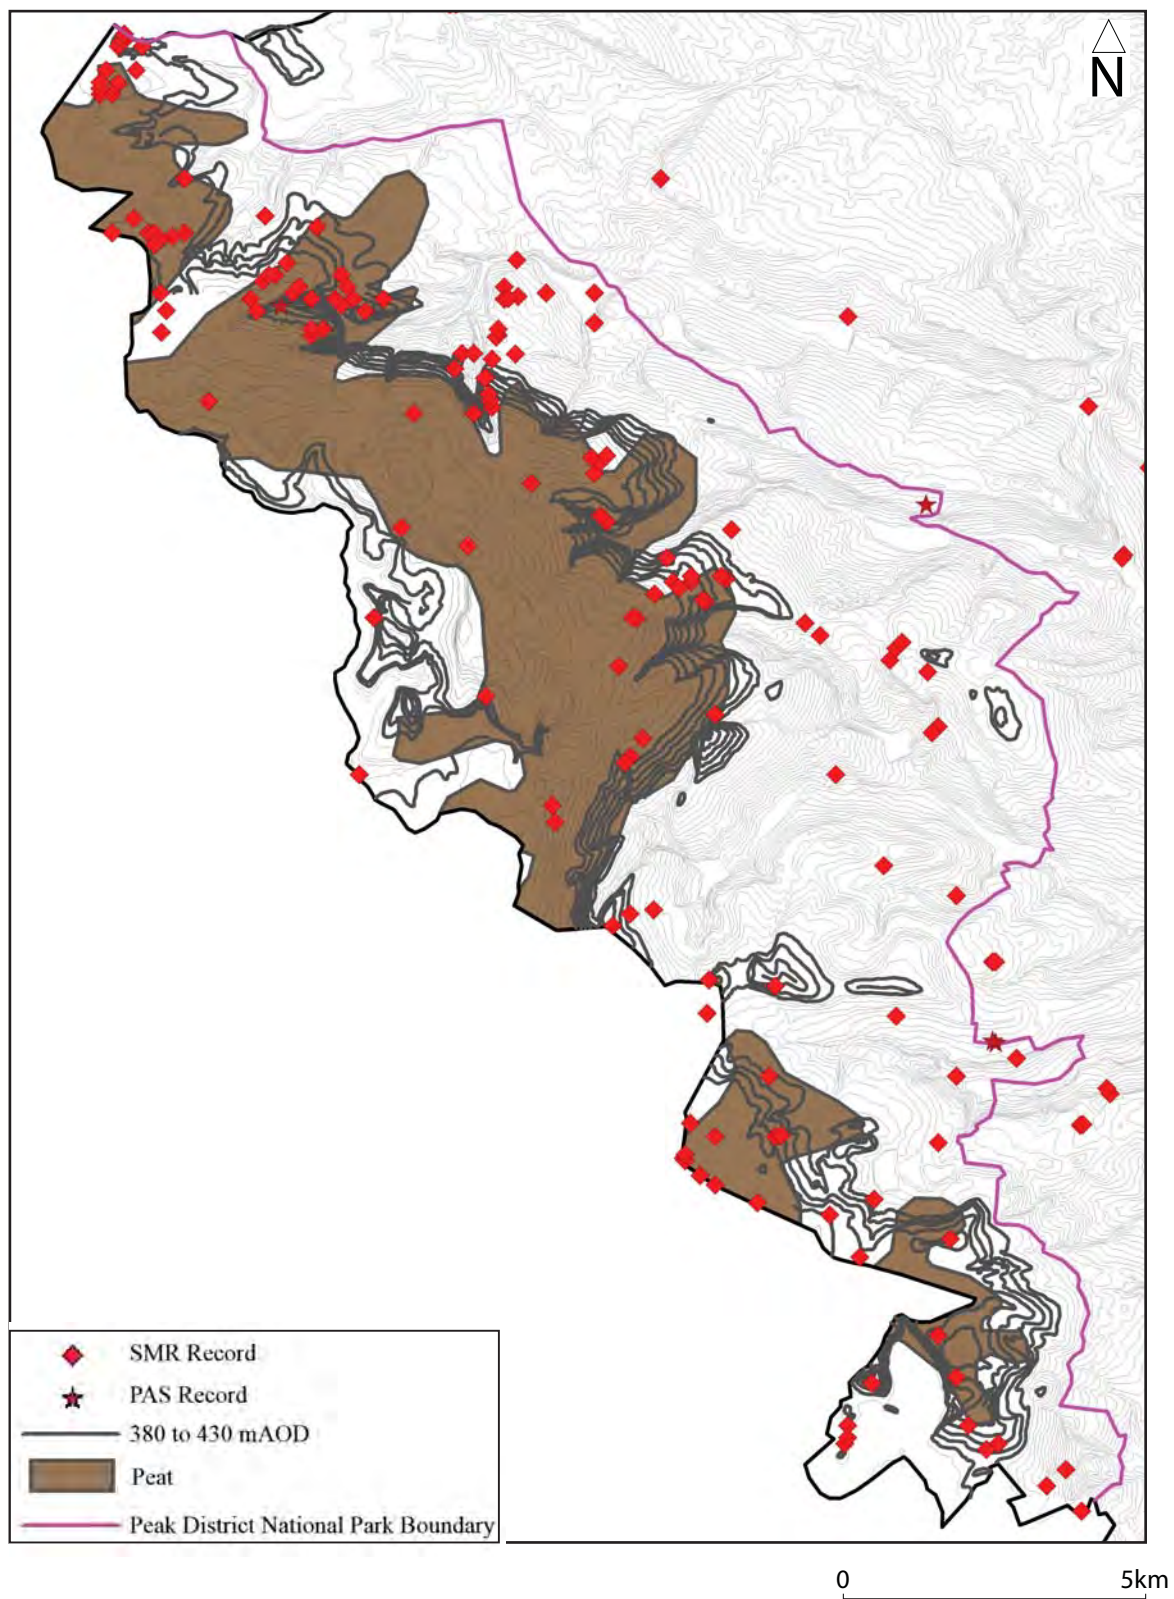 N
SMR Record
PAS Record
380 to 430 mAOD
Peat
Peak District National Park Boundary
0 5km